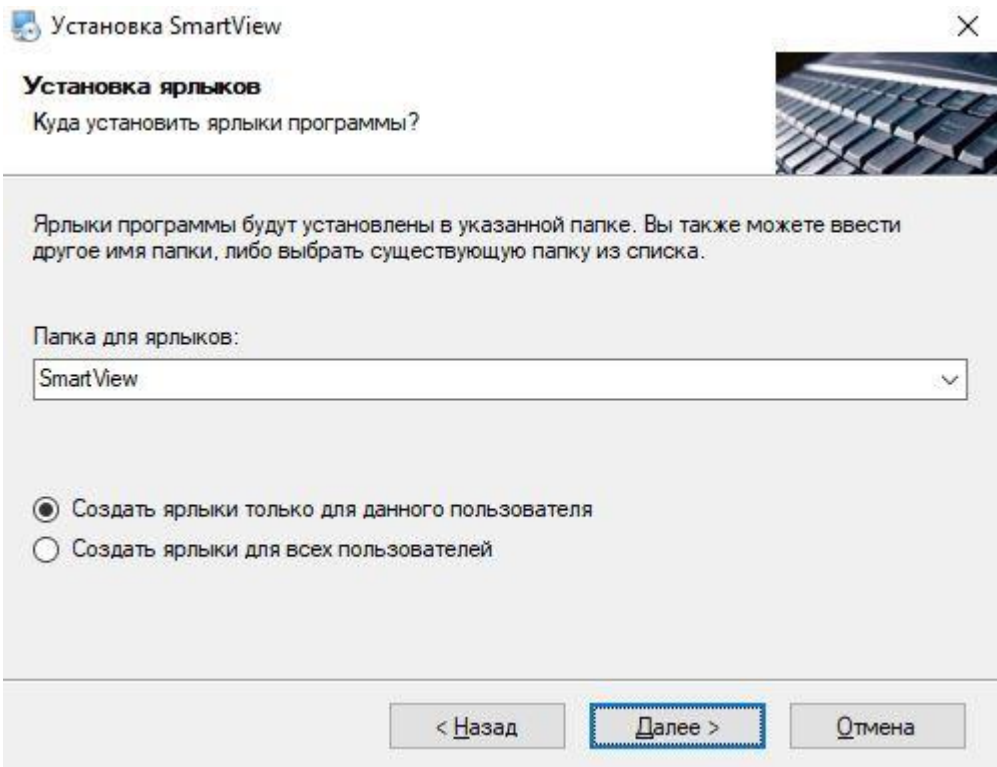 Установка SmartView
Установка ярлыков
Куда установить ярлыки программы?
Ярлыки программы будут установлены в указанной папке. Вы также можете ввести
другое имя папки, либо выбрать существующую папку из списка.
Папка для ярлыков:
SmartView
Создать ярлыки только для данного пользователя
Создать ярлыки для всех пользователей
< Назад
Далее >
Отмена